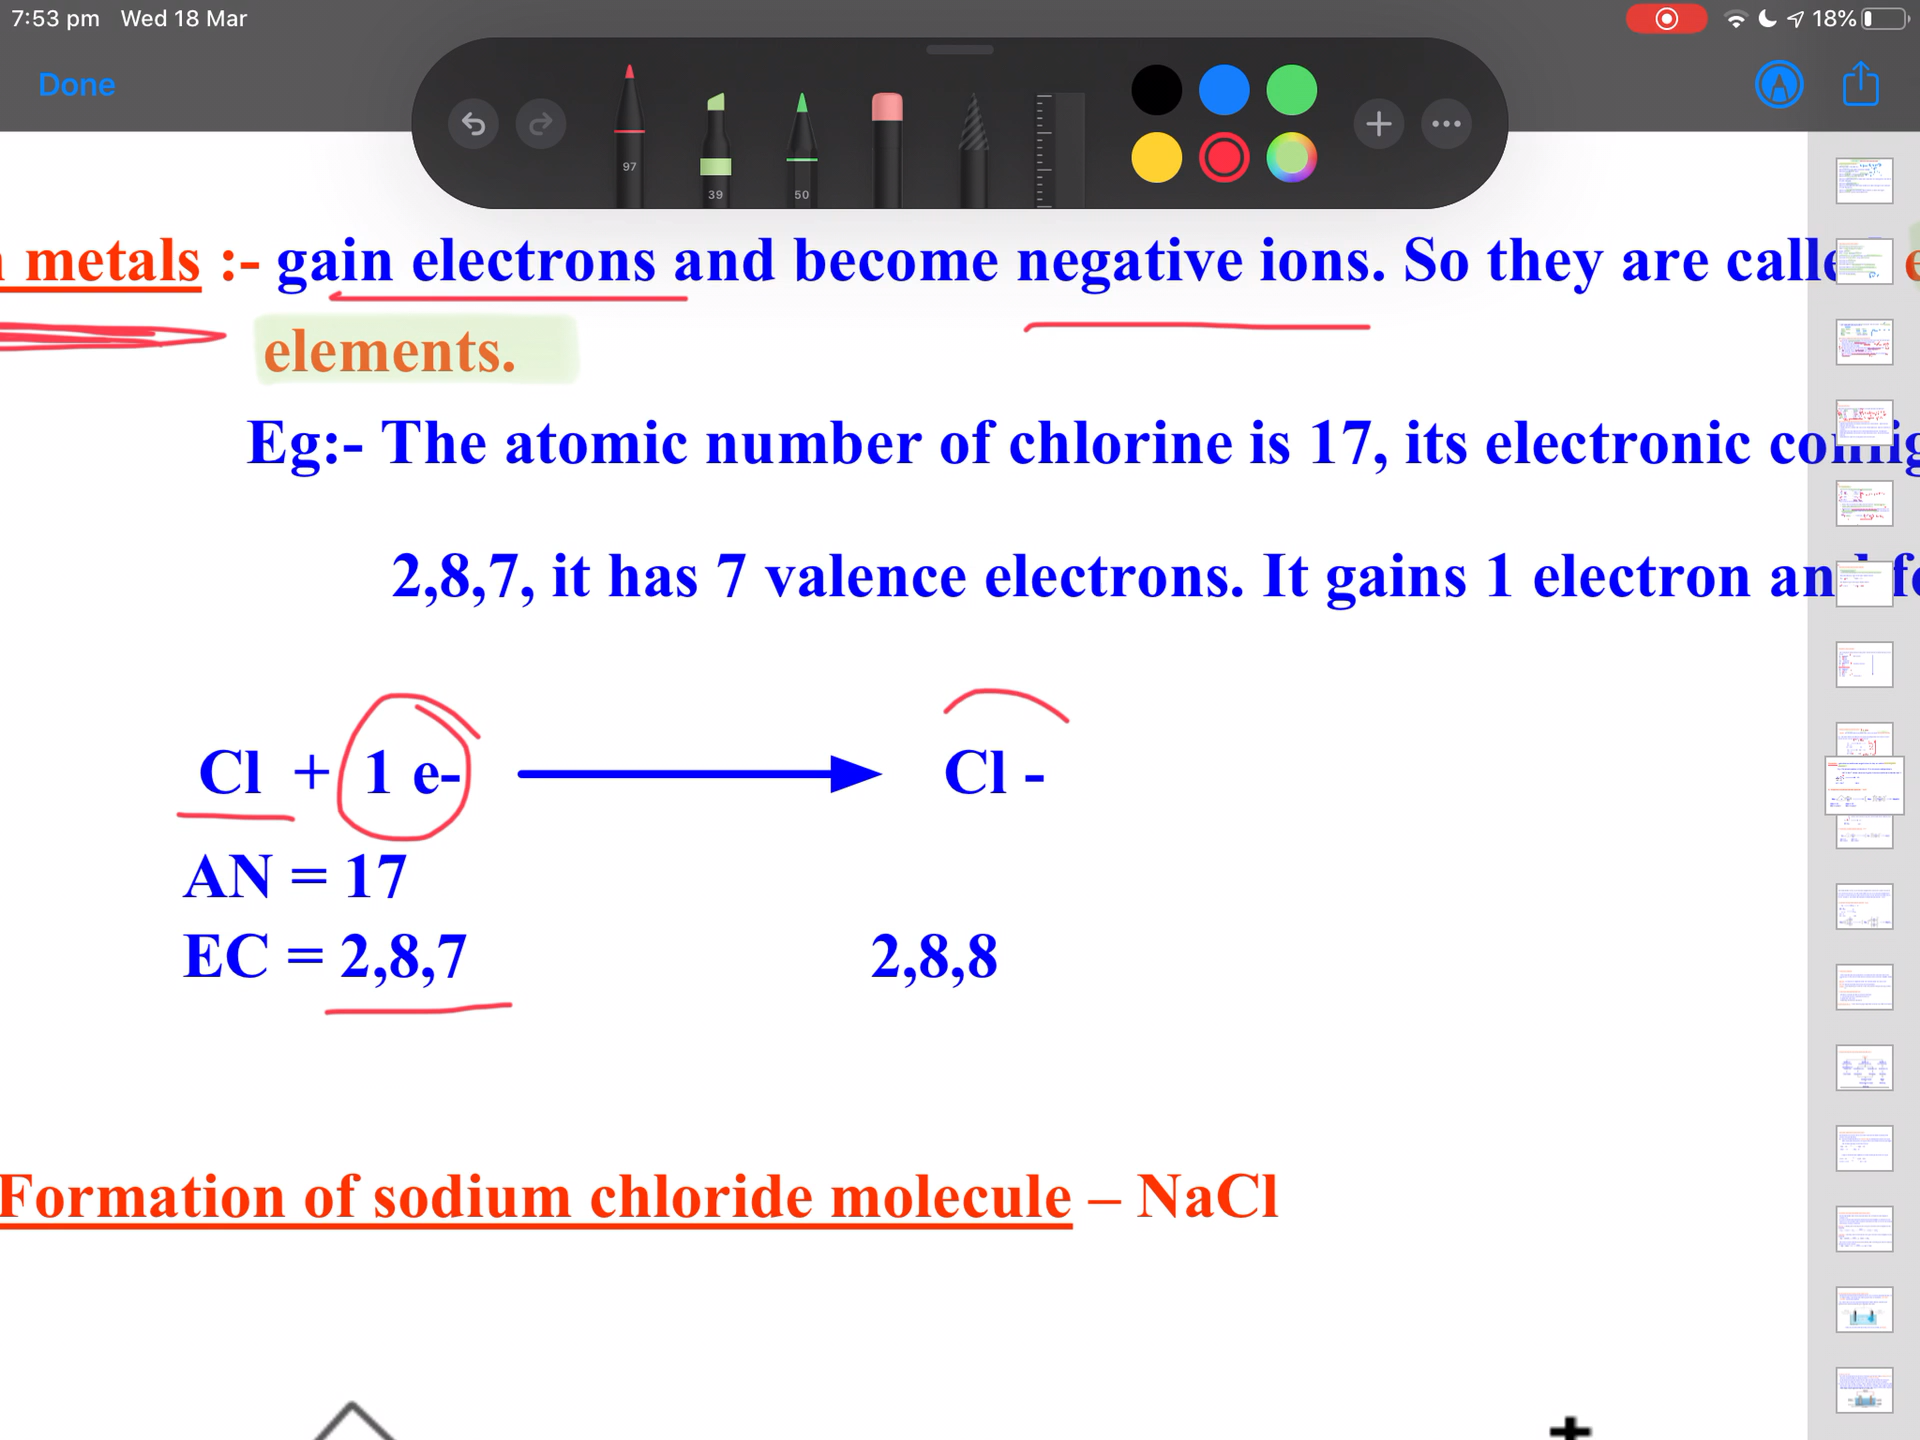 7:53 pm Wed 18 Mar 18%
Done
97 39 50
metals :- gain electrons and become negative ions. So they are
elements.
Eg:- The atomic number of chlorine is 17, its electronic
2,8,7, it has 7 valence electrons. It gains 1 electron
Cl + 1 e- Cl -
AN = 17
EC = 2,8,7 2,8,8
Formation of sodium chloride molecule – NaCl